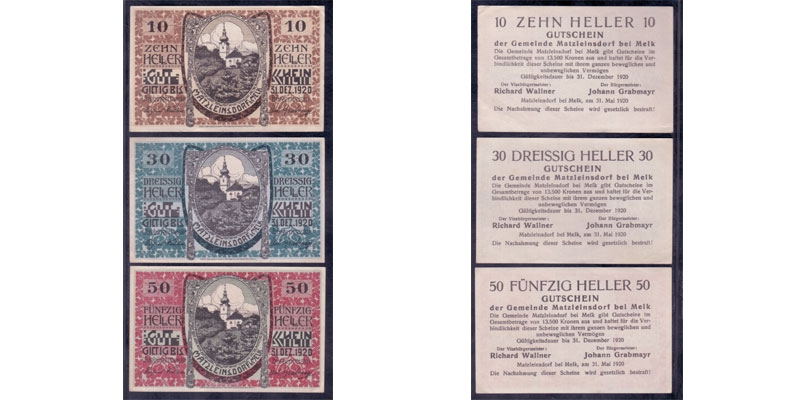 10 10
ZEHN ZEHN
HELLER HELLER
GUT SCHEIN
GILTIG BIS 31.DEZ.1920
MATZLEINSDORF
30 30
DREISSIG DREISSIG
HELLER HELLER
GUT SCHEIN
GILTIG BIS 31.DEZ.1920
MATZLEINSDORF
50 50
FÜNFZIG FÜNFZIG
HELLER HELLER
GUT SCHEIN
GILTIG BIS 31.DEZ.1920
MATZLEINSDORF
10 ZEHN HELLER 10
GUTSCHEIN
der Gemeinde Matzleinsdorf bei Melk
Die Gemeinde Matzleinsdorf bei Melk gibt Gutscheine im
Gesamtbetrage von 13.500 Kronen aus und haftet für die Ver-
bindlichkeit dieser Scheine mit ihrem ganzen beweglichen und
unbeweglichen Vermögen
Gültigkeitsdauer bis 31. Dezember 1920
Der Vizebürgermeister: Der Bürgermeister:
Richard Wallner Johann Grabmayr
Matzleinsdorf bei Melk, am 31. Mai 1920
Die Nachahmung dieser Scheine wird gesetzlich bestraft!
30 DREISSIG HELLER 30
GUTSCHEIN
der Gemeinde Matzleinsdorf bei Melk
Die Gemeinde Matzleinsdorf bei Melk gibt Gutscheine im
Gesamtbetrage von 13.500 Kronen aus und haftet für die Ver-
bindlichkeit dieser Scheine mit ihrem ganzen beweglichen und
unbeweglichen Vermögen
Gültigkeitsdauer bis 31. Dezember 1920
Der Vizebürgermeister: Der Bürgermeister:
Richard Wallner Johann Grabmayr
Matzleinsdorf bei Melk, am 31. Mai 1920
Die Nachahmung dieser Scheine wird gesetzlich bestraft!
50 FÜNFZIG HELLER 50
GUTSCHEIN
der Gemeinde Matzleinsdorf bei Melk
Die Gemeinde Matzleinsdorf bei Melk gibt Gutscheine im
Gesamtbetrage von 13.500 Kronen aus und haftet für die Ver-
bindlichkeit dieser Scheine mit ihrem ganzen beweglichen und
unbeweglichen Vermögen
Gültigkeitsdauer bis 31. Dezember 1920
Der Vizebürgermeister: Der Bürgermeister:
Richard Wallner Johann Grabmayr
Matzleinsdorf bei Melk, am 31. Mai 1920
Die Nachahmung dieser Scheine wird gesetzlich bestraft!